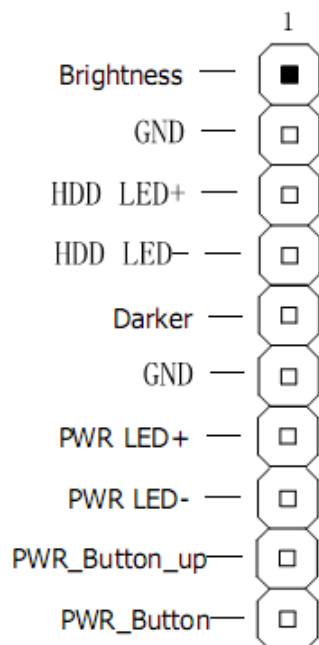 1
Brightness
GND
HDD LED+
HDD LED-
Darker
GND
PWR LED+
PWR LED-
PWR_Button_up
PWR_Button